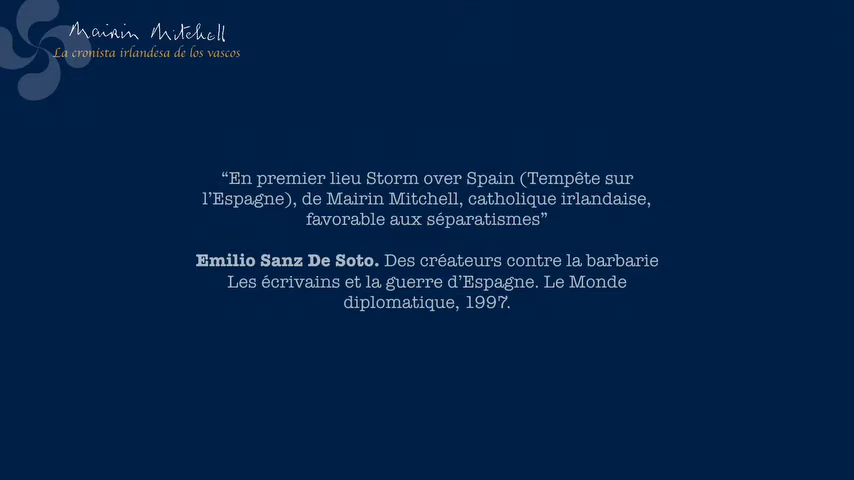 Mairin Mitchell
La cronista irlandesa de los vascos
“En premier lieu Storm over Spain (Tempête sur
l’Espagne), de Mairin Mitchell, catholique irlandaise,
favorable aux séparatismes”
Emilio Sanz De Soto. Des créateurs contre la barbarie
Les écrivains et la guerre d’Espagne. Le Monde
diplomatique, 1997.